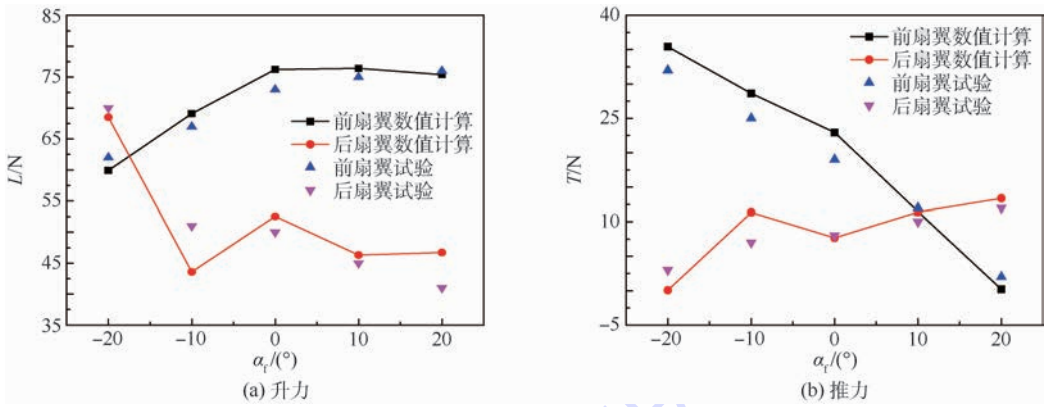 85
75
65
55
45
35
L/N
前扇翼数值计算
后扇翼数值计算
前扇翼试验
后扇翼试验
−20 −10 0 10 20
αf/(°)
(a) 升力
40
25
10
−5
T/N
前扇翼数值计算
后扇翼数值计算
前扇翼试验
后扇翼试验
−20 −10 0 10 20
αf/(°)
(b) 推力